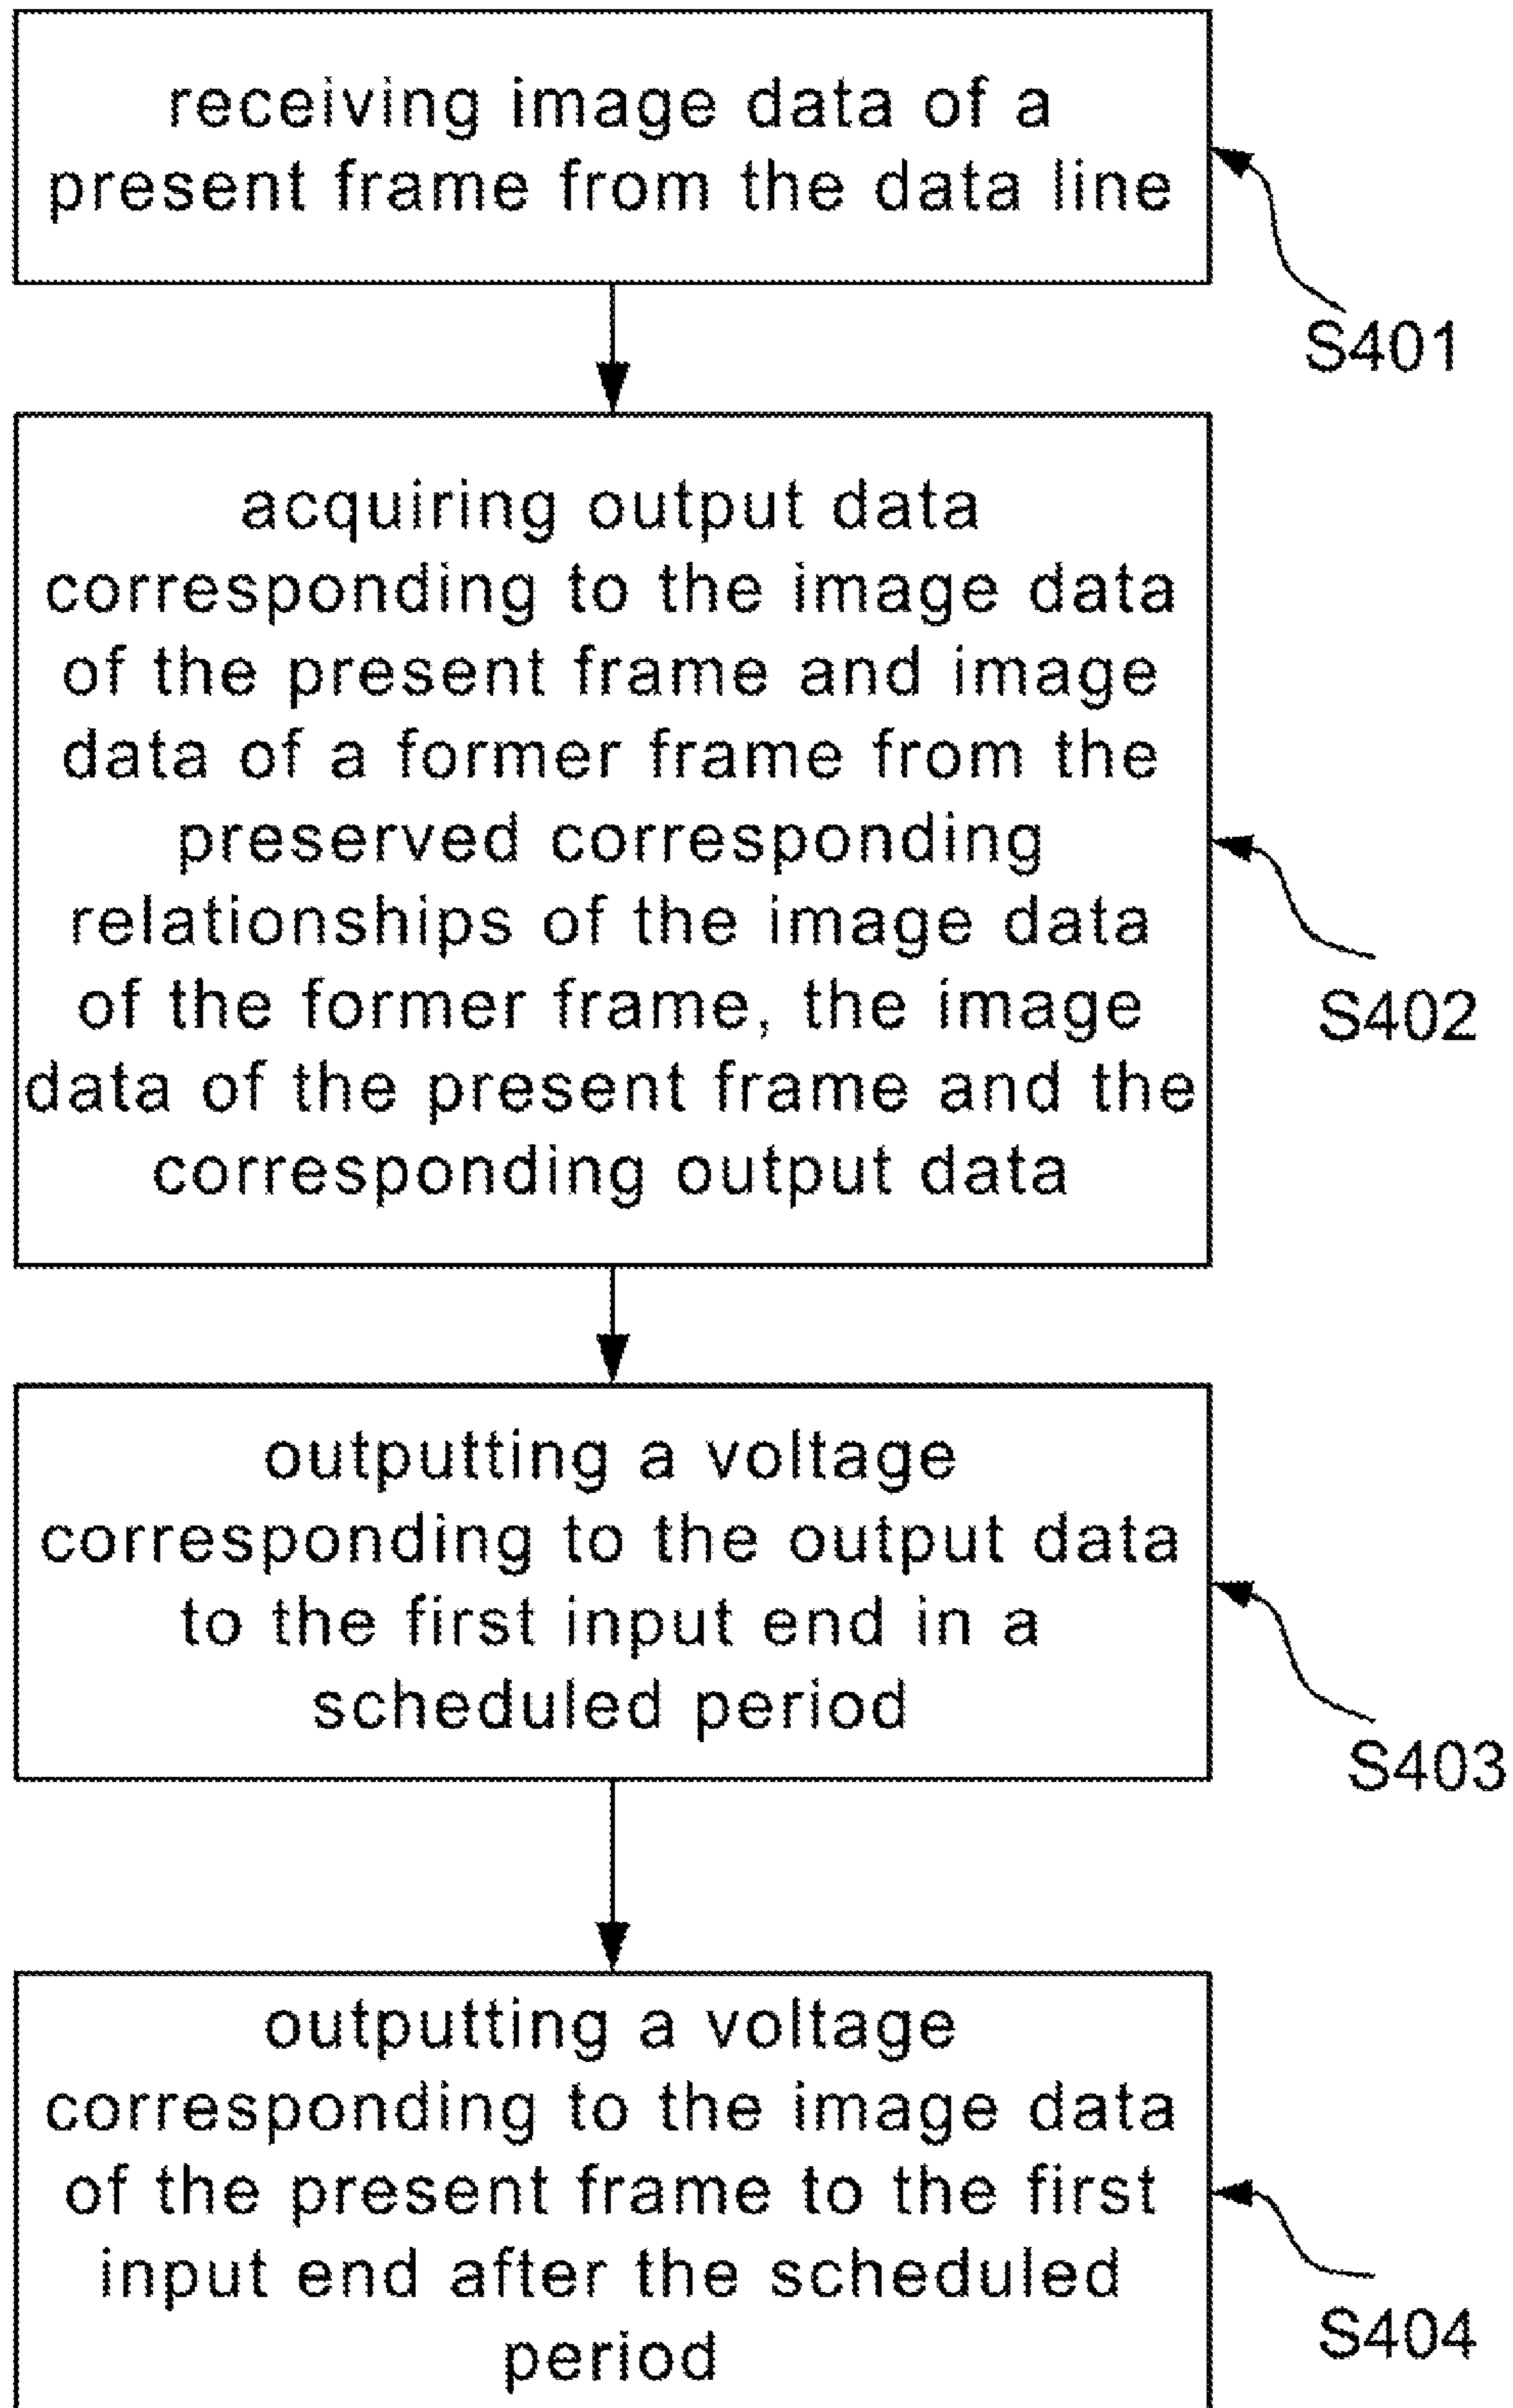 receiving image data of a
present frame from the data line
S401
acquiring output data
corresponding to the image data
of the present frame and image
data of a former frame from the
preserved corresponding
relationships of the image data
of the former frame, the image
data of the present frame and the
corresponding output data
S402
outputting a voltage
corresponding to the output data
to the first input end in a
scheduled period
S403
outputting a voltage
corresponding to the image data
of the present frame to the first
input end after the scheduled
period
S404